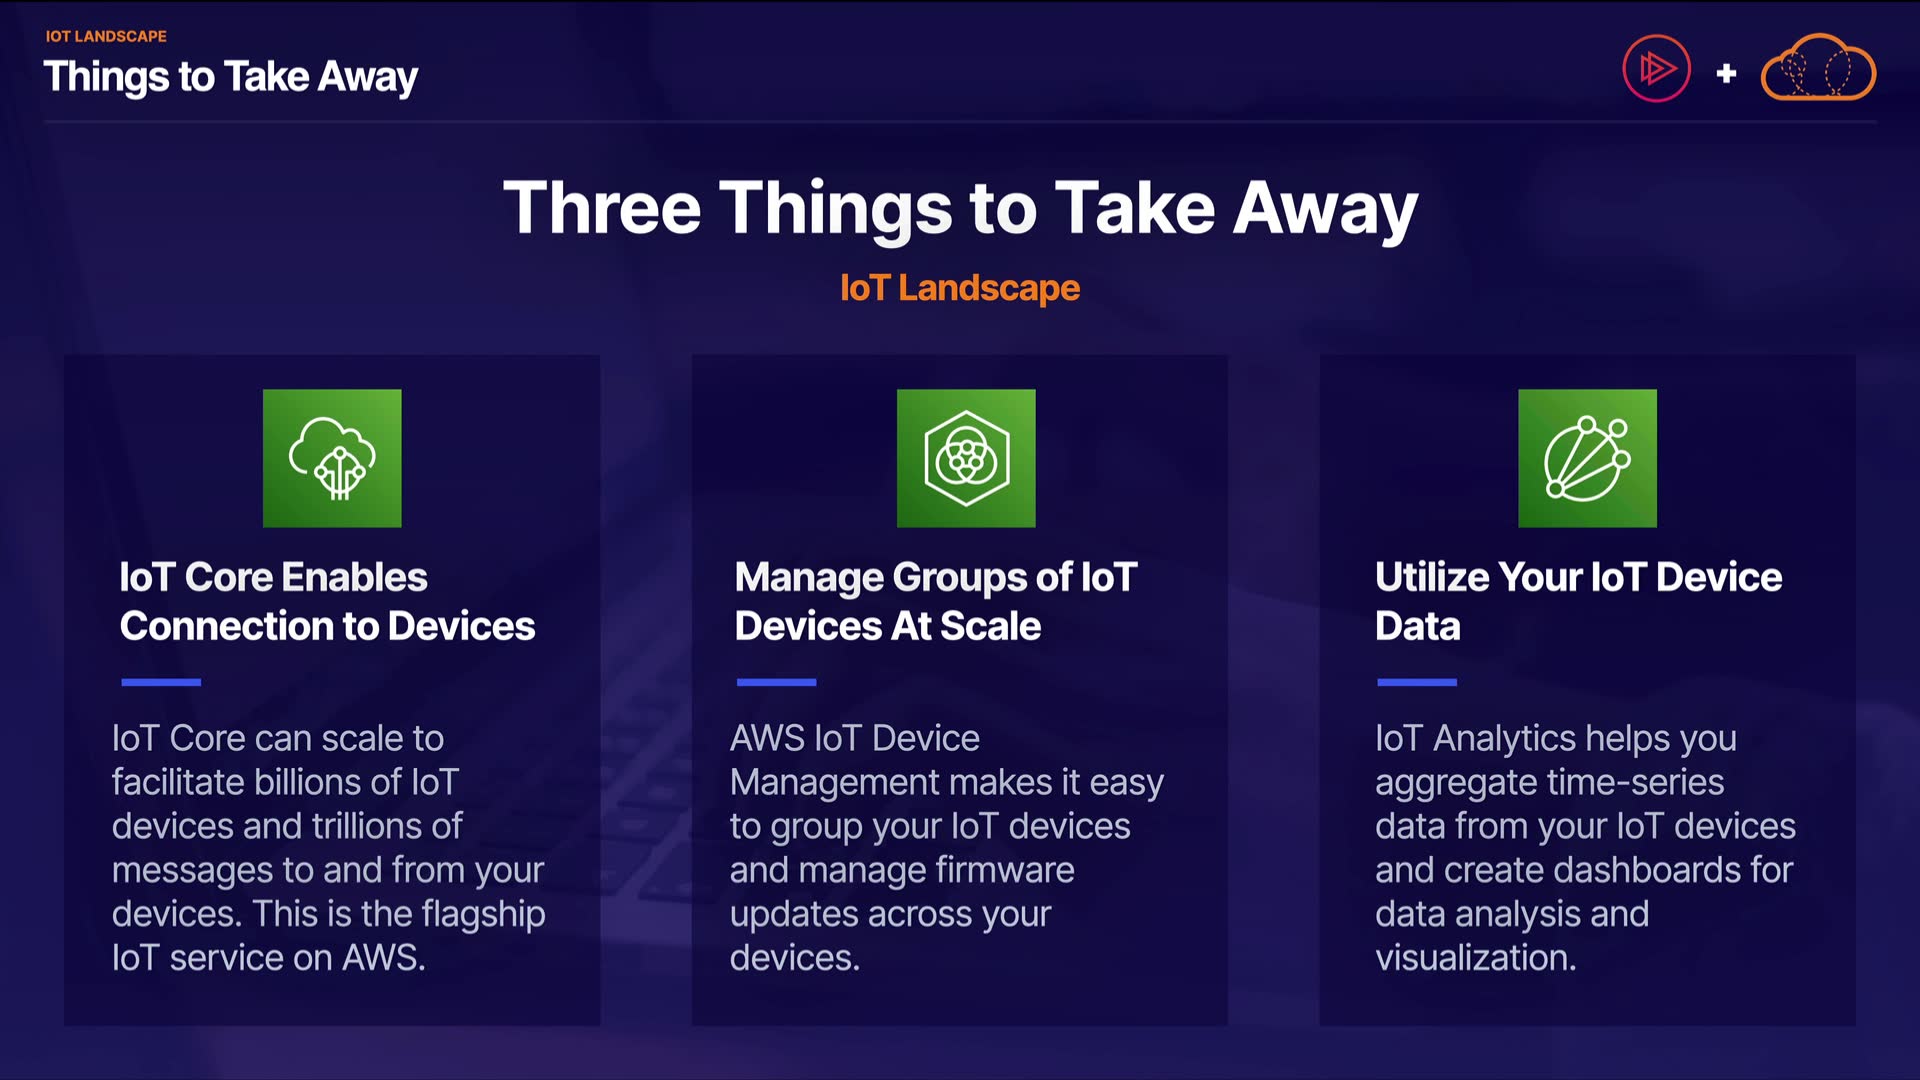 IOT LANDSCAPE
Things to Take Away
Three Things to Take Away
IoT Landscape
IoT Core Enables
Connection to Devices
IoT Core can scale to
facilitate billions of IoT
devices and trillions of
messages to and from your
devices. This is the flagship
IoT service on AWS.
Manage Groups of IoT
Devices At Scale
AWS IoT Device
Management makes it easy
to group your IoT devices
and manage firmware
updates across your
devices.
Utilize Your IoT Device
Data
IoT Analytics helps you
aggregate time-series
data from your IoT devices
and create dashboards for
data analysis and
visualization.